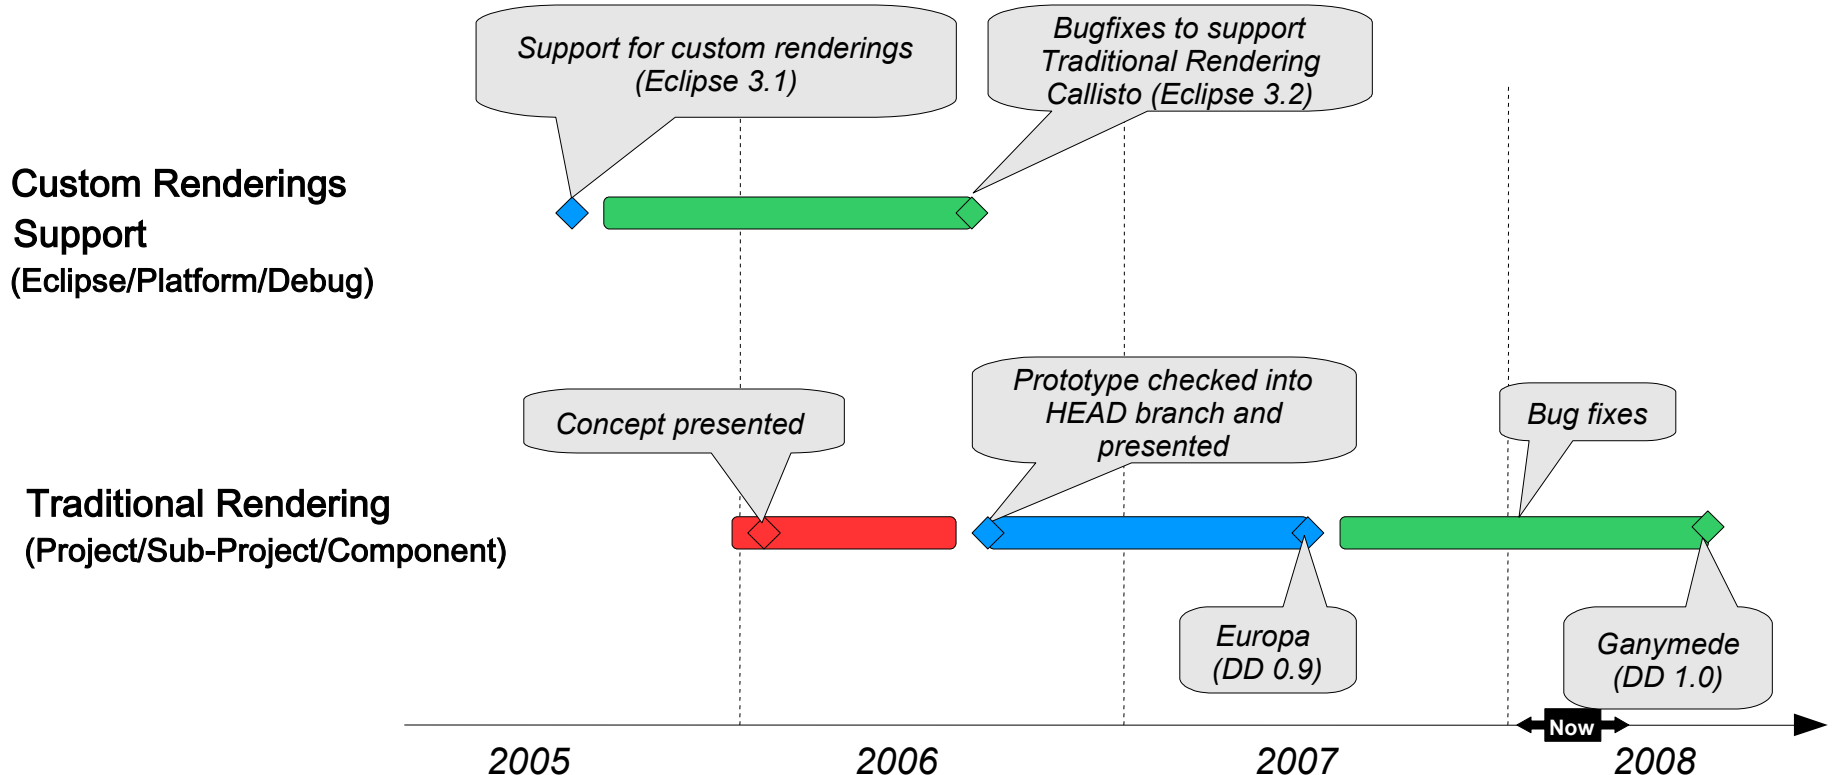 Support for custom renderings
(Eclipse 3.1)
Bugfixes to support
Traditional Rendering
Callisto (Eclipse 3.2)
Custom Renderings
Support
(Eclipse/Platform/Debug)
Concept presented
Prototype checked into
HEAD branch and
presented
Bug fixes
Traditional Rendering
(Project/Sub-Project/Component)
Europa
(DD 0.9)
Ganymede
(DD 1.0)
Now
2005
2006
2007
2008